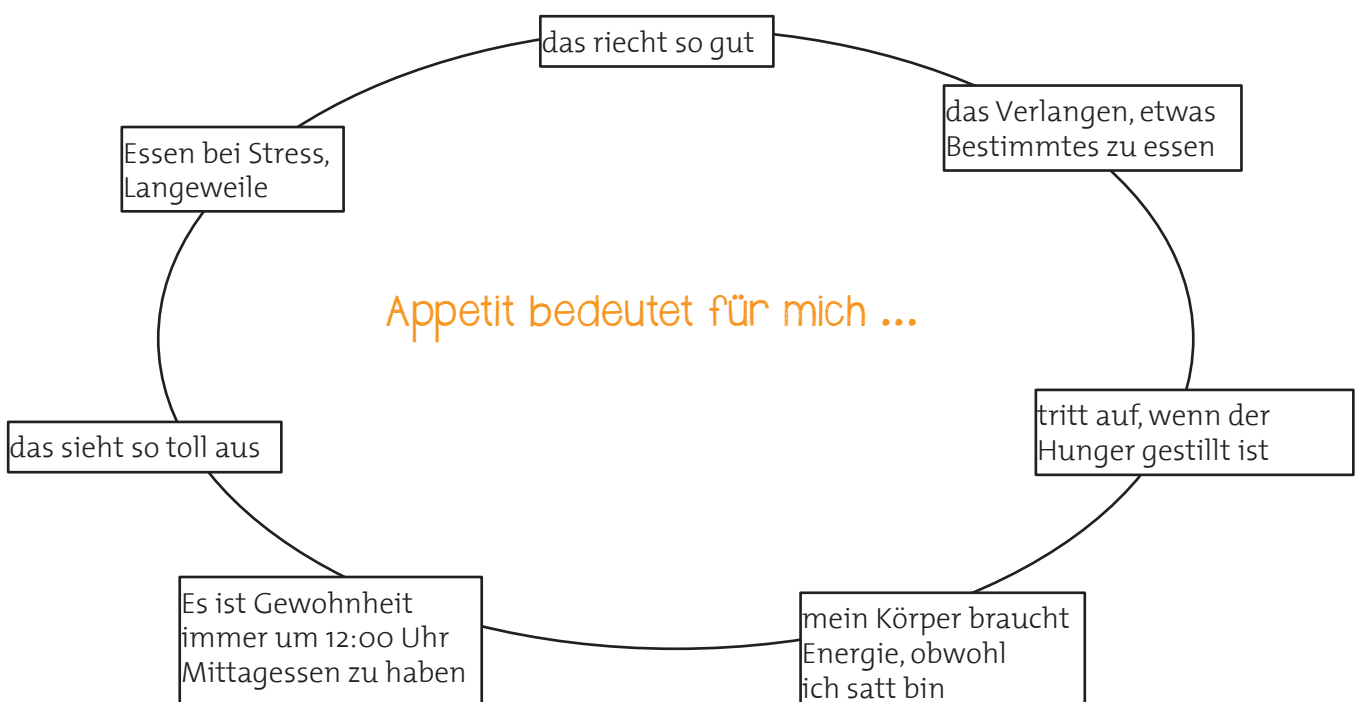 das riecht so gut
das Verlangen, etwas
Bestimmtes zu essen
Essen bei Stress,
Langeweile
Appetit bedeutet für mich ...
tritt auf, wenn der
Hunger gestillt ist
das sieht so toll aus
Es ist Gewohnheit
immer um 12:00 Uhr
Mittagessen zu haben
mein Körper braucht
Energie, obwohl
ich satt bin